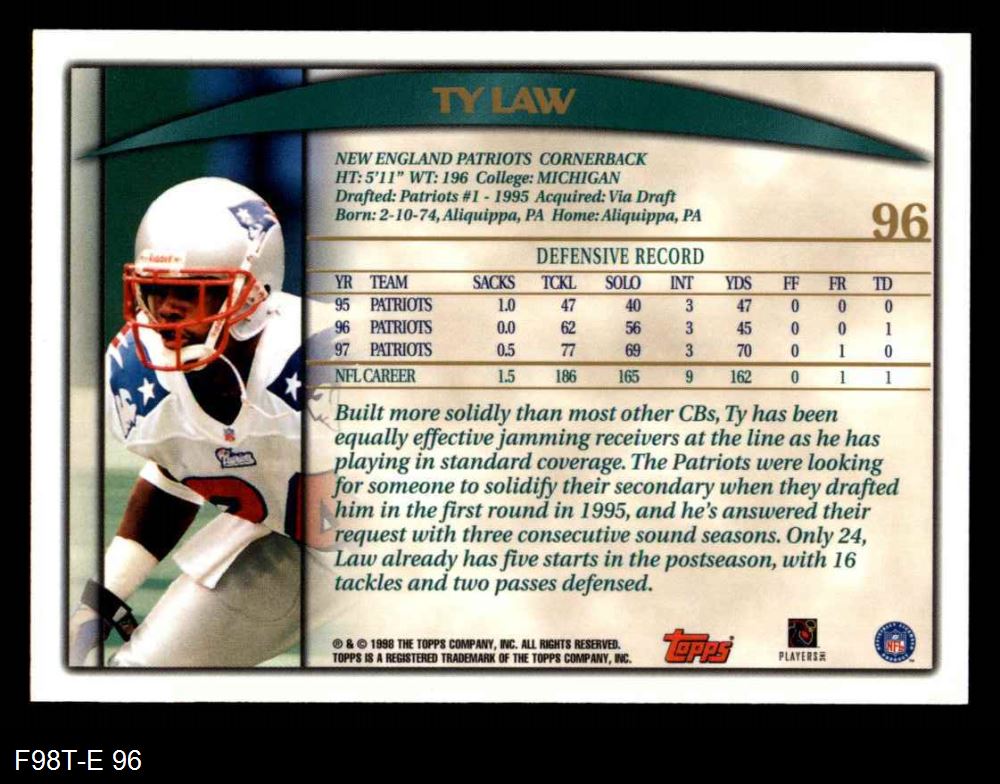 TY LAW
NEW ENGLAND PATRIOTS CORNERBACK
HT: 5'11" WT: 196 College: MICHIGAN
Drafted: Patriots #1 - 1995 Acquired: Via Draft
Born: 2-10-74, Aliquippa, PA Home: Aliquippa, PA
96
DEFENSIVE RECORD
YR TEAM SACKS TCKL SOLO INT YDS FF FR TD
95 PATRIOTS 1.0 47 40 3 47 0 0 0
96 PATRIOTS 0.0 62 56 3 45 0 0 1
97 PATRIOTS 0.5 77 69 3 70 0 1 0
NFL CAREER 1.5 186 165 9 162 0 1 1
Built more solidly than most other CBs, Ty has been
equally effective jamming receivers at the line as he has
playing in standard coverage. The Patriots were looking
for someone to solidify their secondary when they drafted
him in the first round in 1995, and he's answered their
request with three consecutive sound seasons. Only 24,
Law already has five starts in the postseason, with 16
tackles and two passes defensed.
® & © 1998 THE TOPPS COMPANY, INC. ALL RIGHTS RESERVED.
TOPPS IS A REGISTERED TRADEMARK OF THE TOPPS COMPANY, INC.
Topps
PLAYERS INC
NFL
Riddell
F98T-E 96